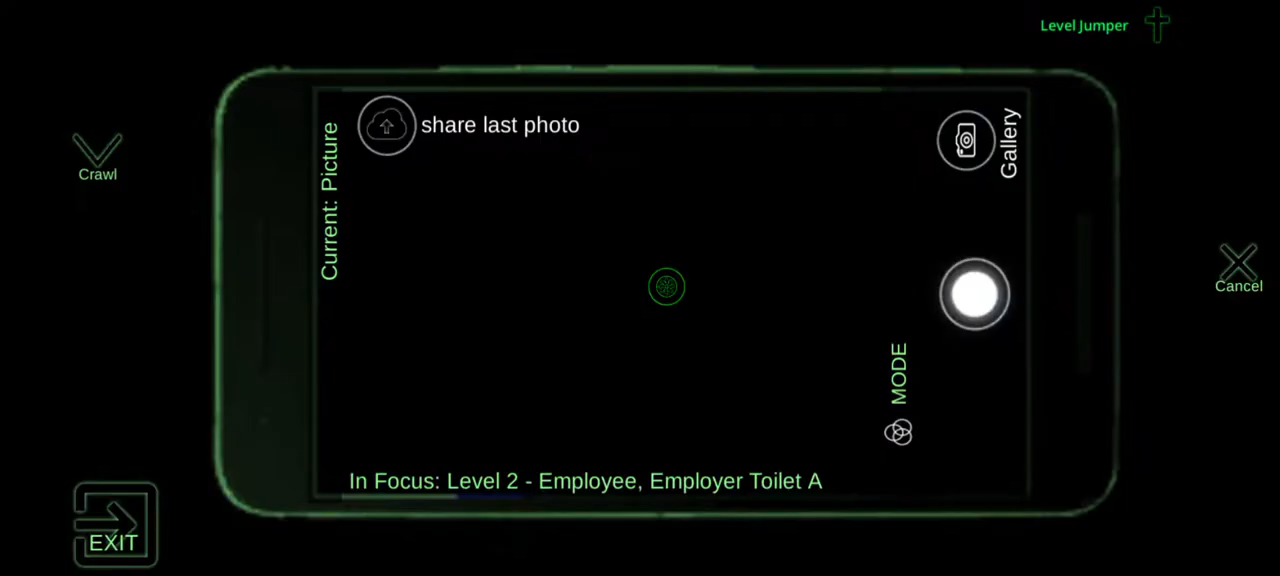 Level Jumper
share last photo
Gallery
Current: Picture
Crawl
Cancel
MODE
In Focus: Level 2 - Employee, Employer Toilet A
EXIT